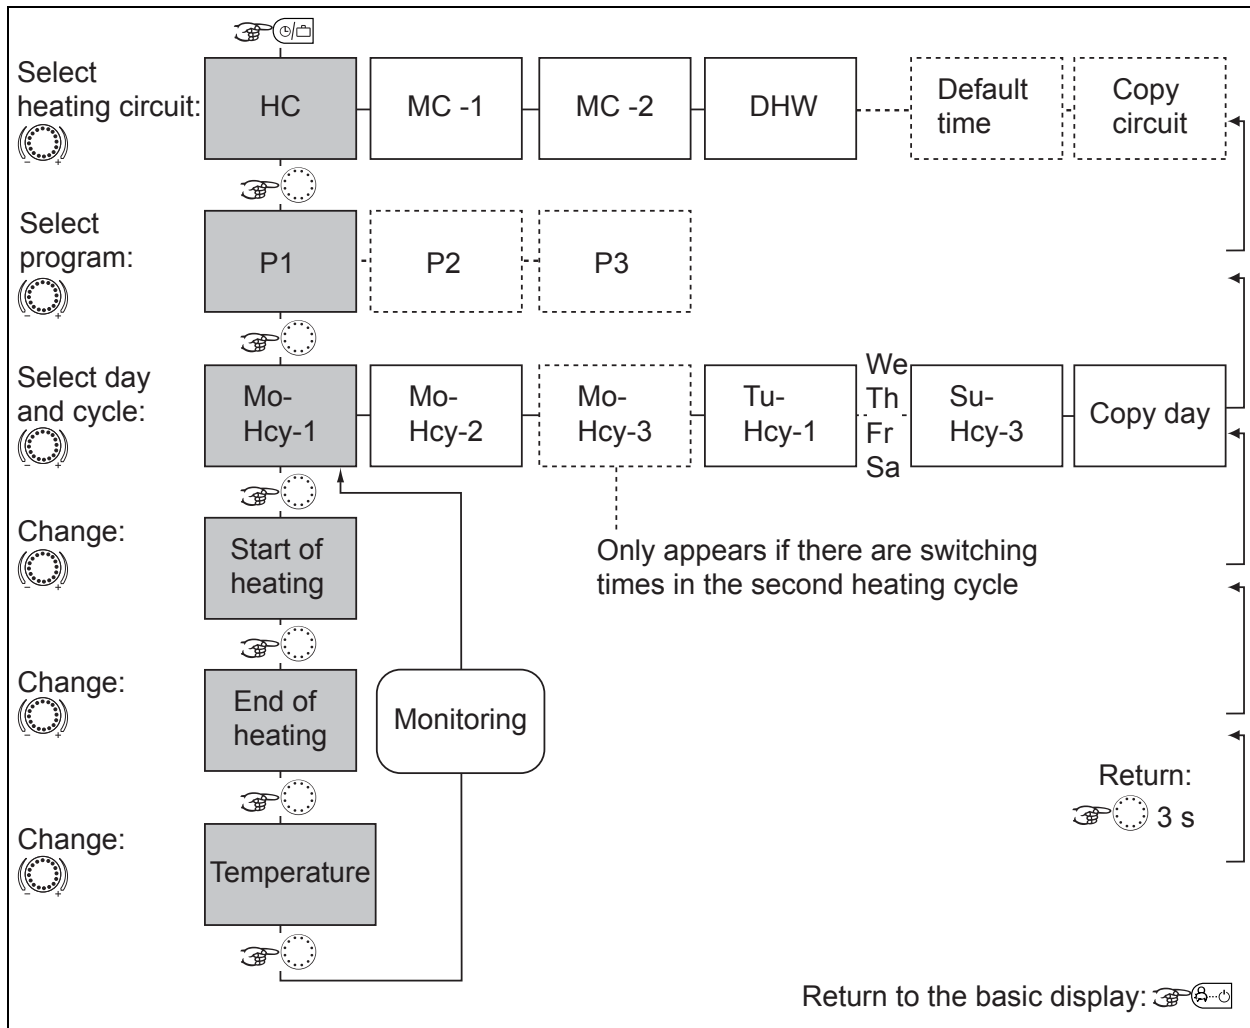 Select
heating circuit:
HC
MC -1
MC -2
DHW
Default
time
Copy
circuit
- +
Select
program:
P1
P2
P3
- +
Select day
and cycle:
Mo-
Hcy-1
Mo-
Hcy-2
Mo-
Hcy-3
Tu-
Hcy-1
We
Th
Fr
Sa
Su-
Hcy-3
Copy day
- +
Change:
Start of
heating
Only appears if there are switching
times in the second heating cycle
- +
Change:
End of
heating
Monitoring
- +
Return:
3 s
Change:
Temperature
- +
Return to the basic display: